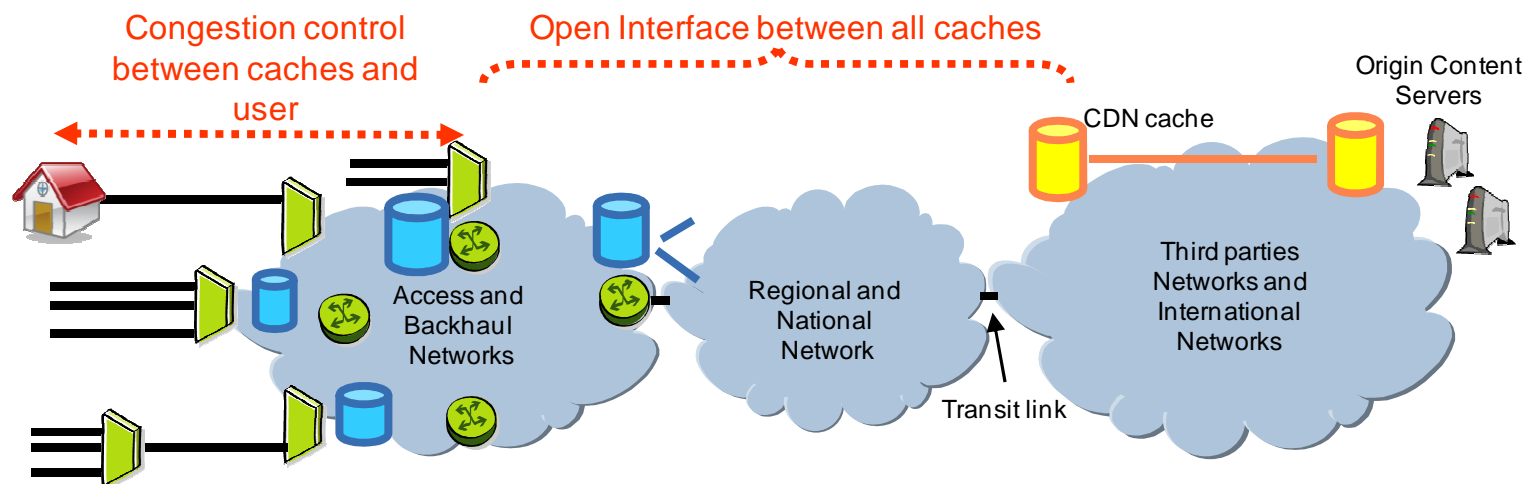 Congestion control
between caches and
user
Open Interface between all caches
Origin Content
Servers
CDN cache
Access and
Backhaul
Networks
Regional and
National
Network
Third parties
Networks and
International
Networks
Transit link